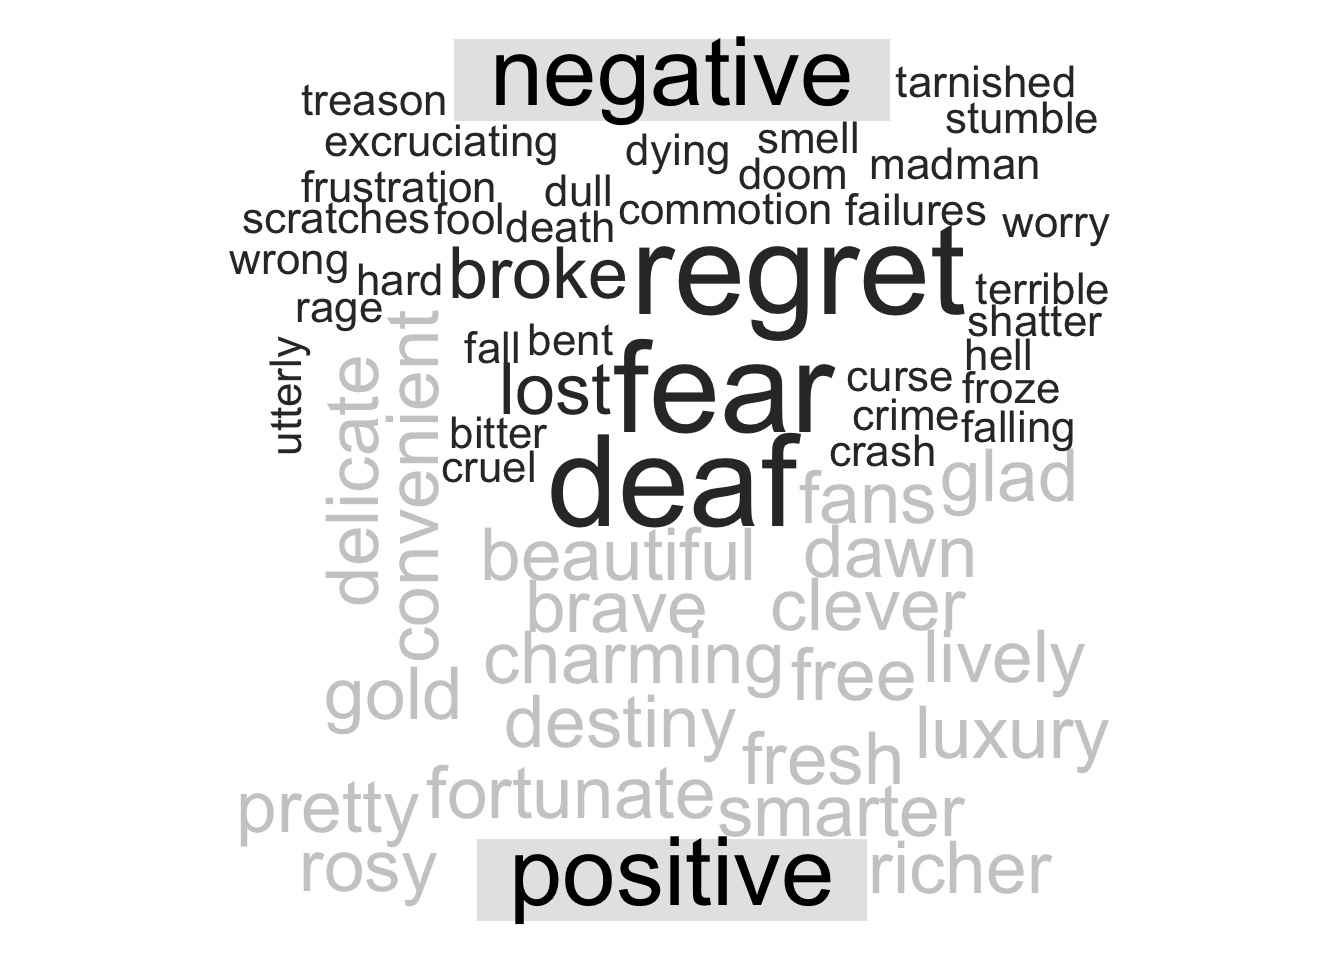 negative
tarnished
treason
stumble
excruciating
dying
smell
doom
madman
frustration
dull
scratches
fool
death
commotion
failures
worry
wrong
hard
broke
regret
rage
terrible
shatter
utterly
fall
bent
hell
lost
fear
curse
froze
crime
falling
bitter
cruel
deaf
crash
delicate
convenient
fans
glad
beautiful
dawn
brave
clever
charming
free
lively
gold
destiny
fresh
luxury
pretty
fortunate
smarter
rosy
positive
richer